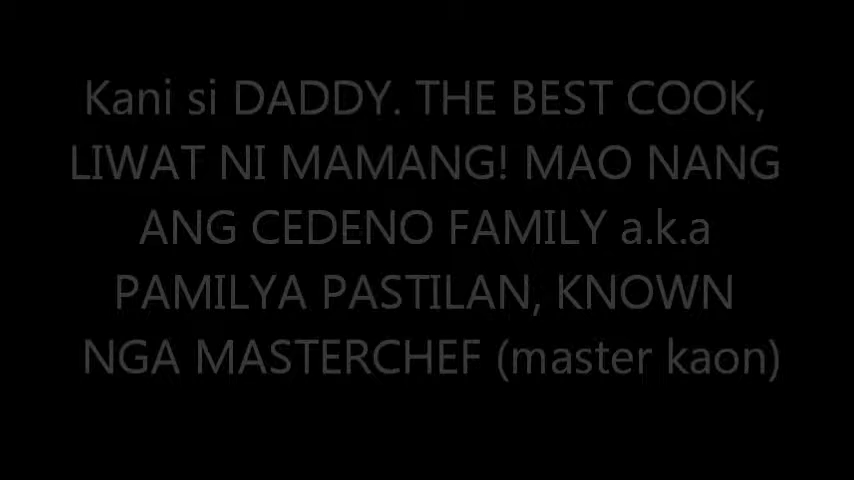 Kani si DADDY. THE BEST COOK,
LIWAT NI MAMANG! MAO NANG
ANG CEDENO FAMILY a.k.a
PAMILYA PASTILAN, KNOWN
NGA MASTERCHEF (master kaon)